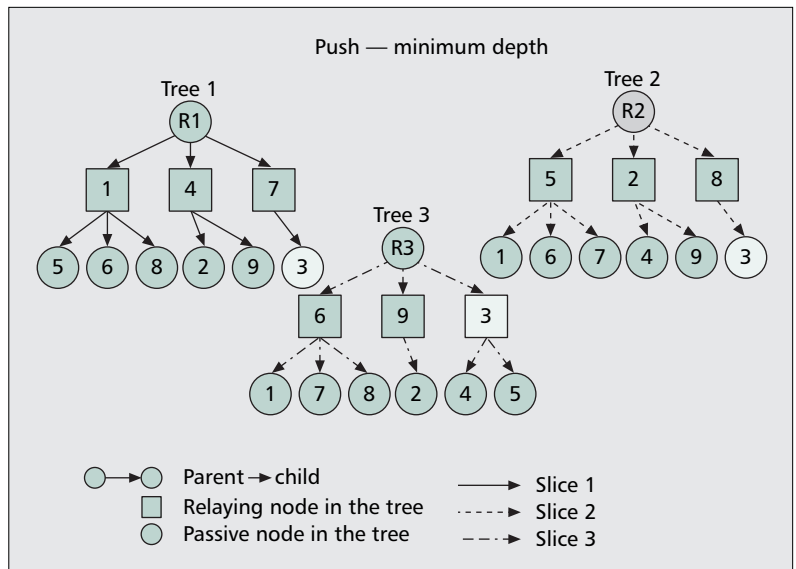 Push — minimum depth
Tree 1
R1
1 4 7
5 6 8 2 9 3
Tree 2
R2
5 2 8
1 6 7 4 9 3
Tree 3
R3
6 9 3
1 7 8 2 4 5
Parent → child
Relaying node in the tree
Passive node in the tree
Slice 1
Slice 2
Slice 3